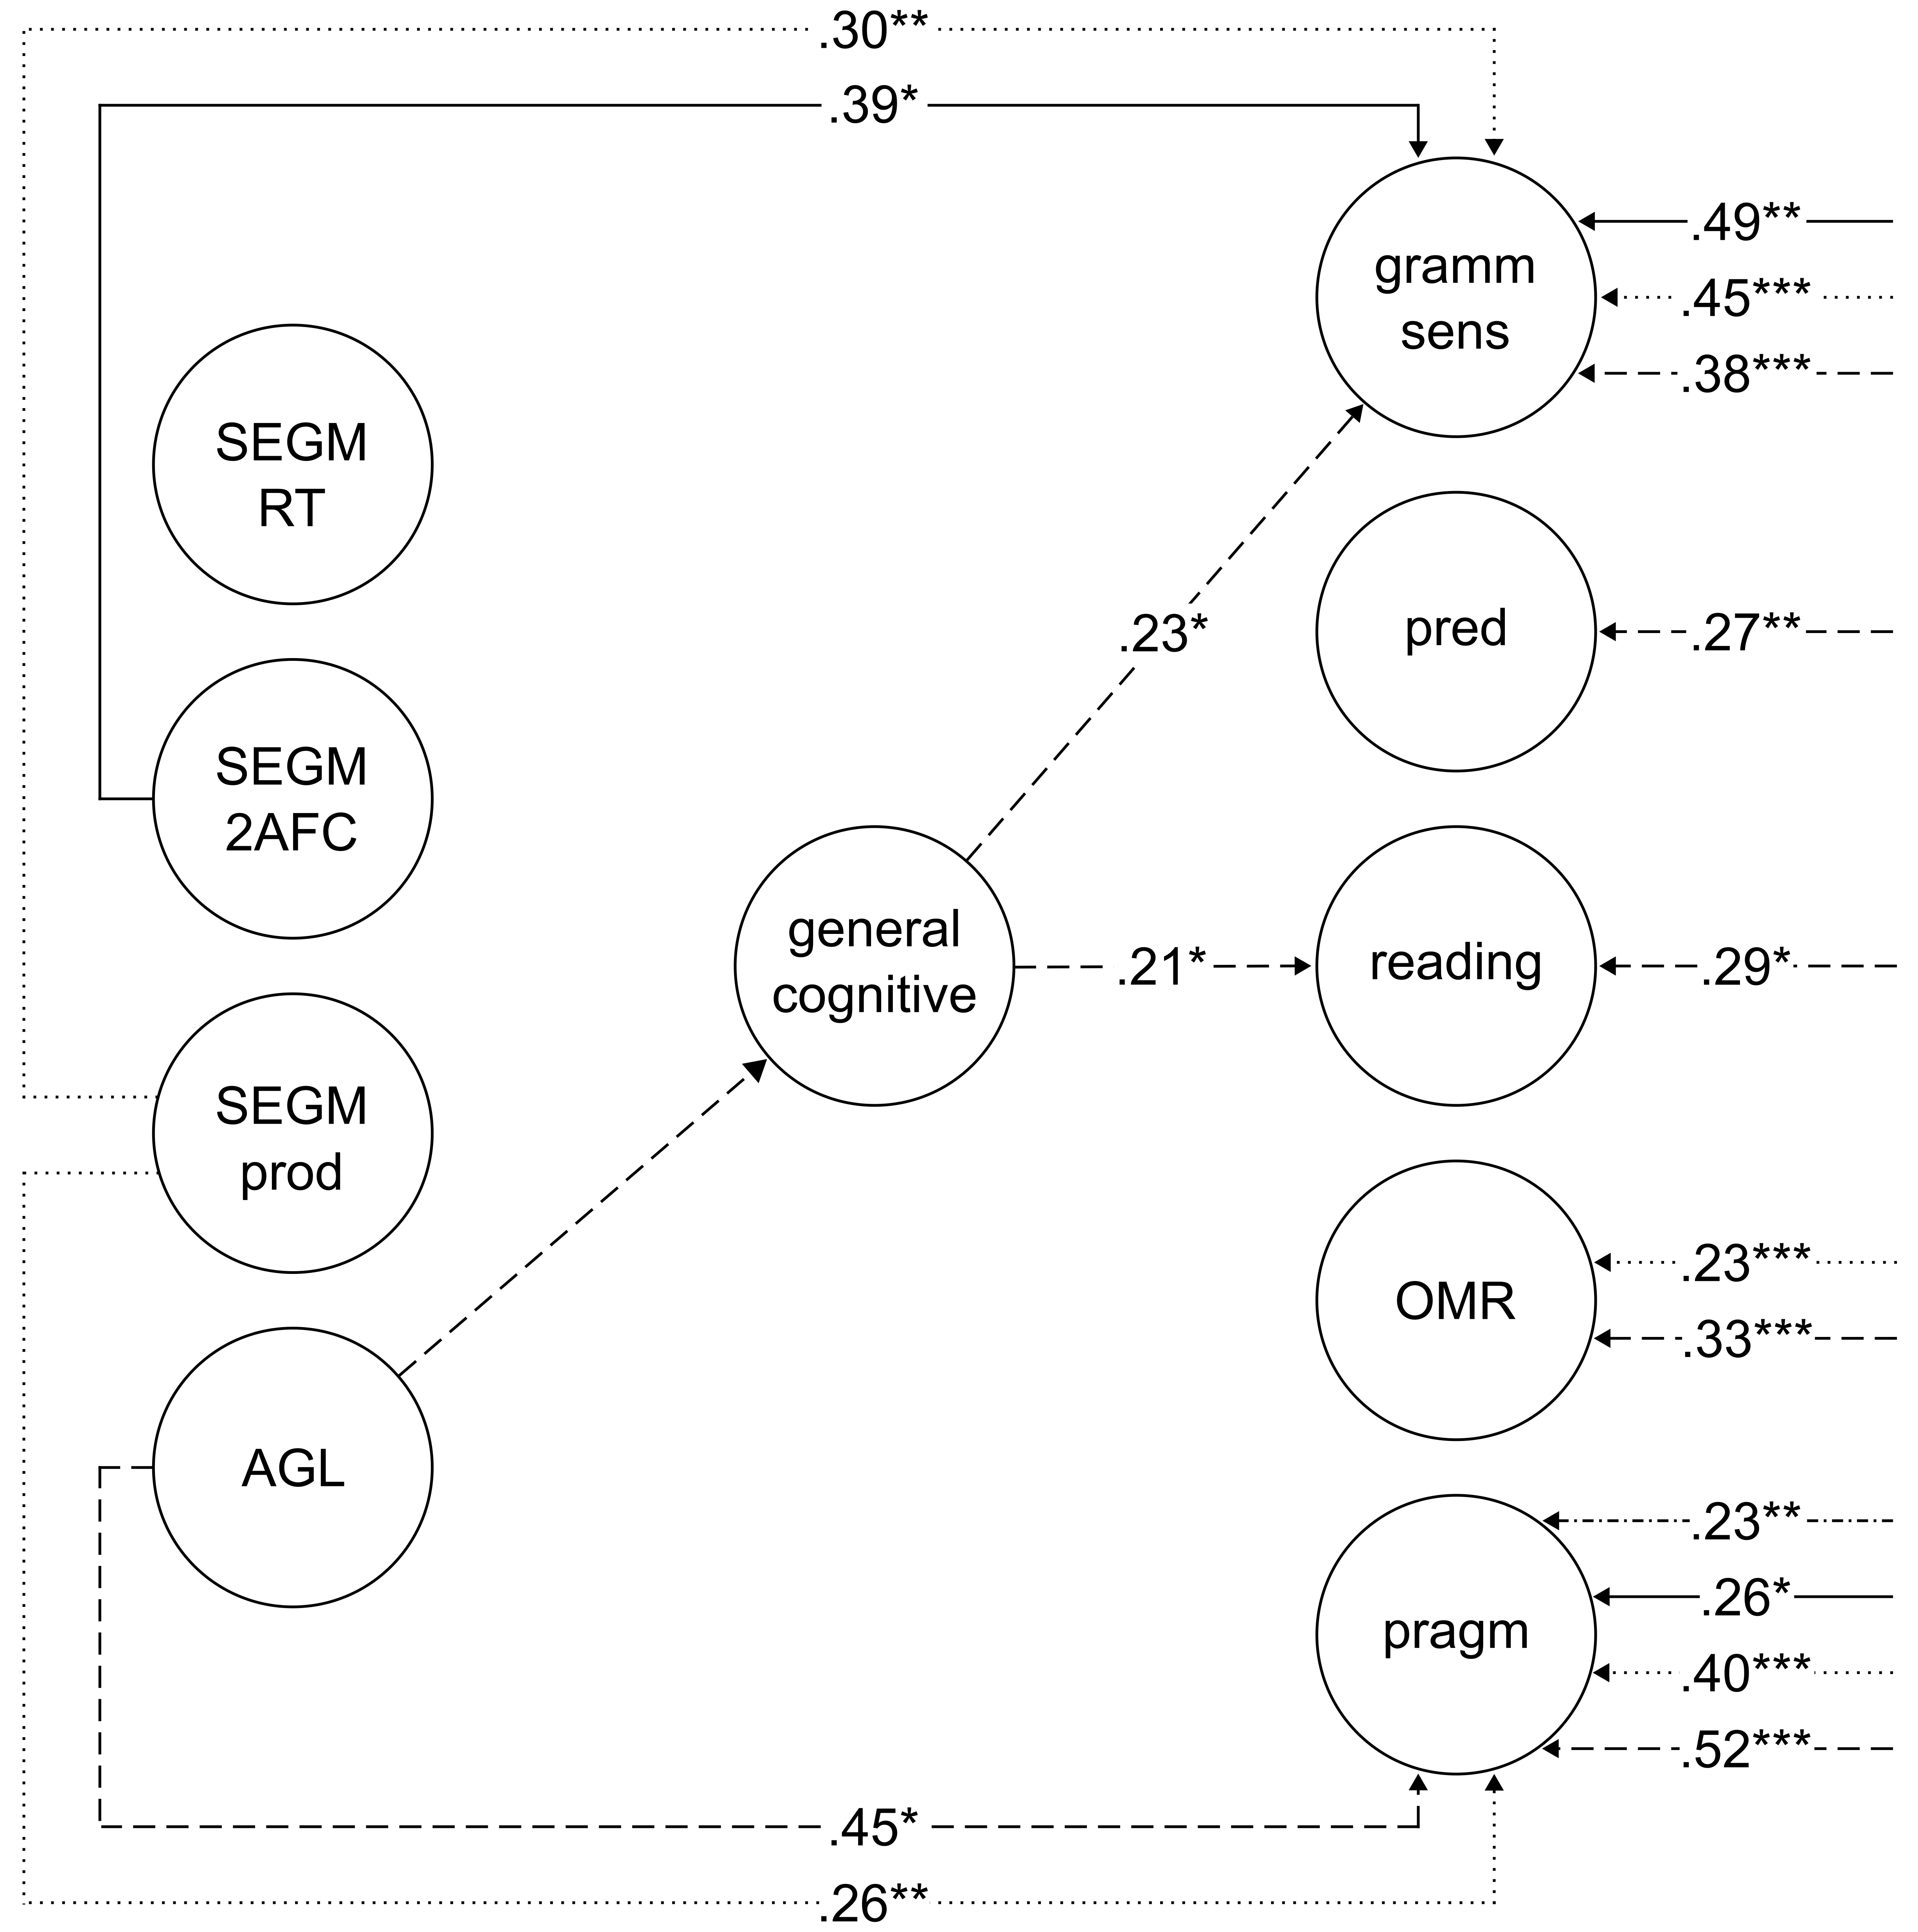 .30**
.39*
gramm
sens
.49**
.45***
.38***
SEGM
RT
.23*
pred
.27**
SEGM
2AFC
general
cognitive
.21*
reading
.29*
SEGM
prod
OMR
.23***
.33***
AGL
pragm
.23**
.26*
.40***
.52***
.45*
.26**